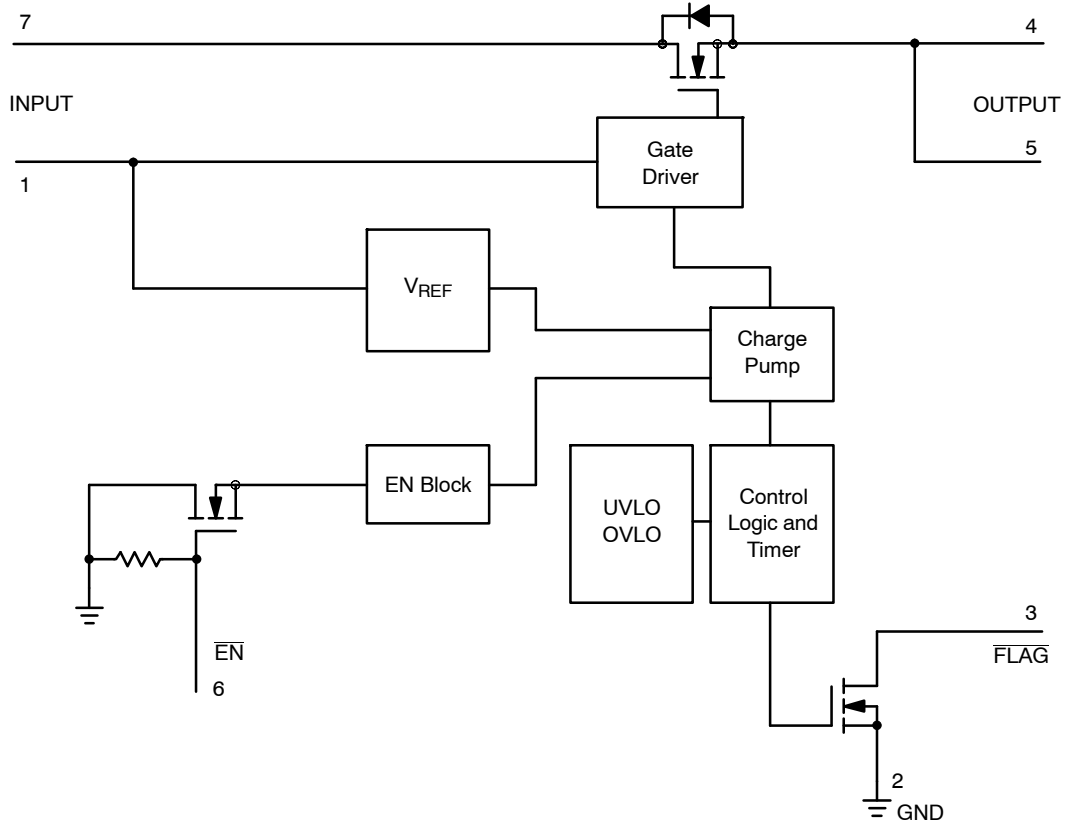 7
4
INPUT
OUTPUT
Gate
Driver
5
1
VREF
Charge
Pump
EN Block
UVLO
OVLO
Control
Logic and
Timer
3
EN
FLAG
6
2
GND